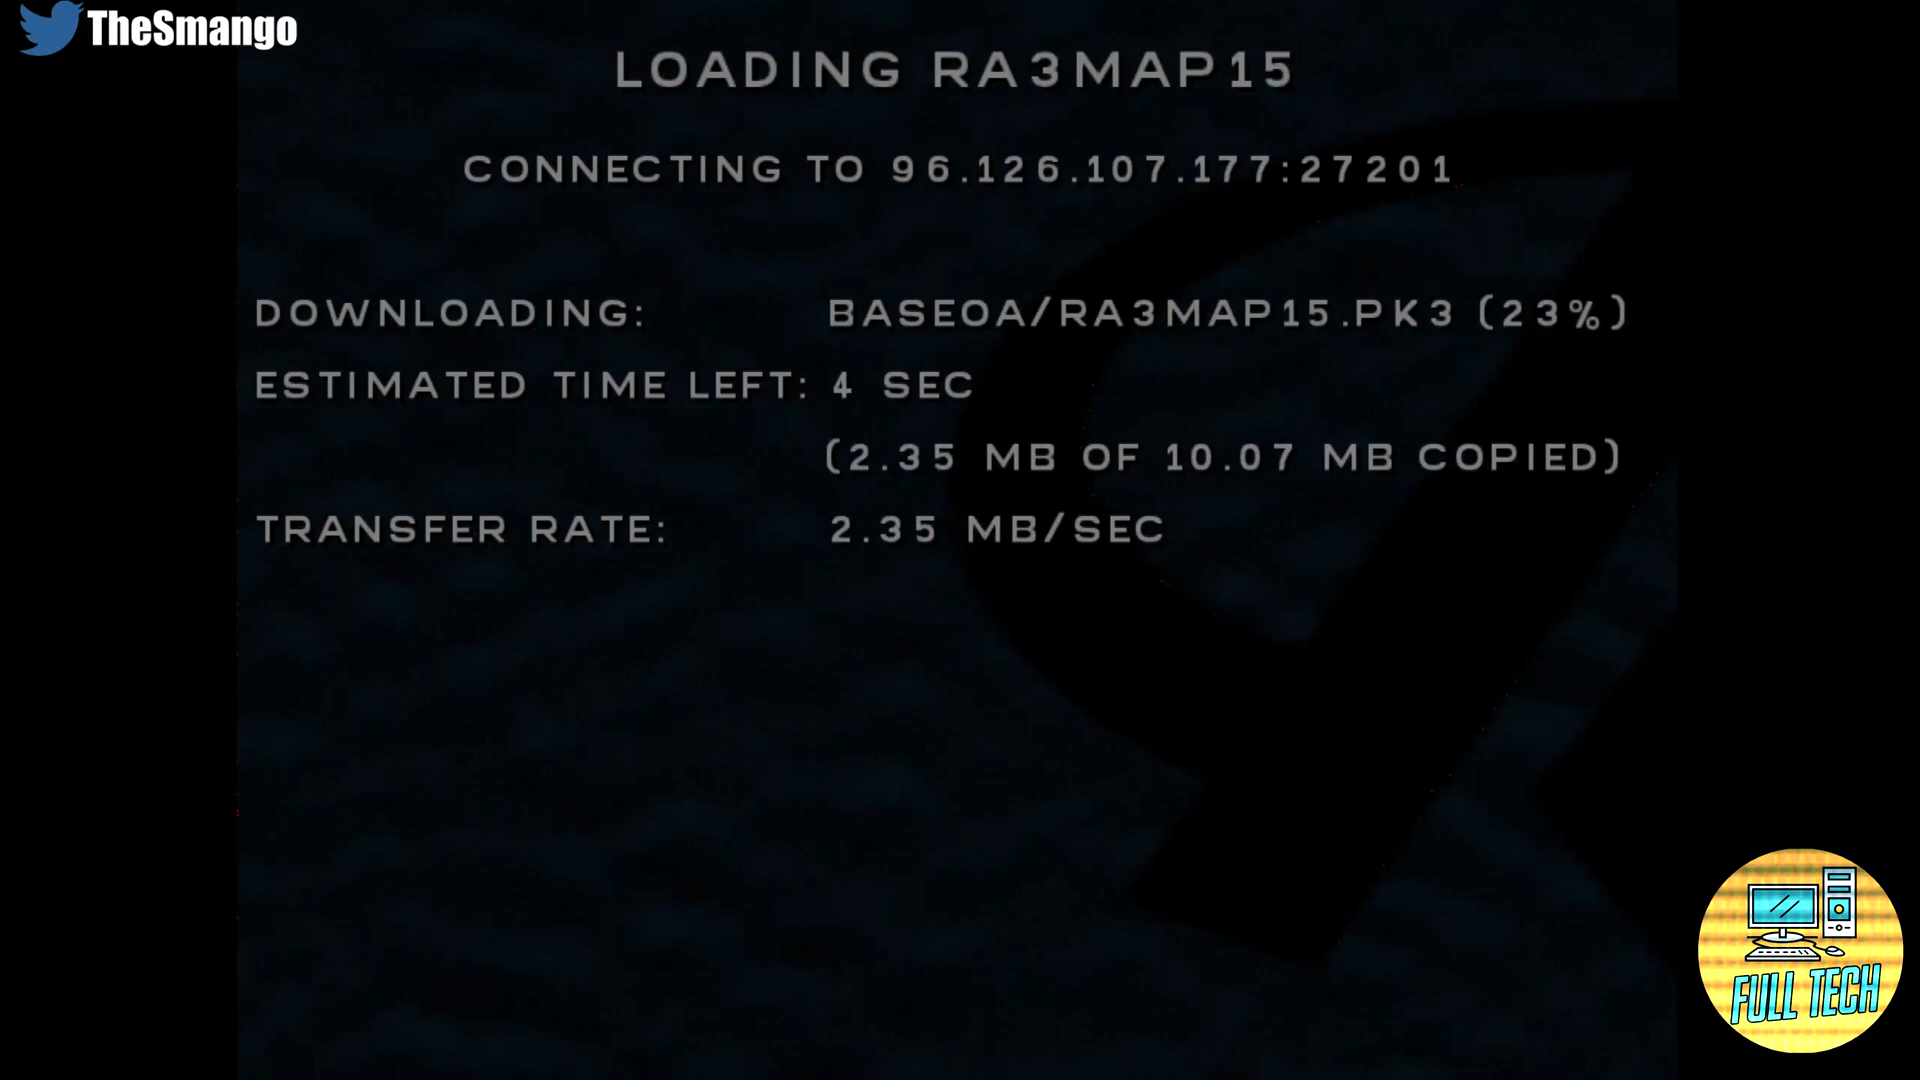 TheSmango
LOADING RA3MAP15
CONNECTING TO 96.126.107.177:27201
DOWNLOADING: BASEOA/RA3MAP15.PK3 (23%)
ESTIMATED TIME LEFT: 4 SEC
(2.35 MB OF 10.07 MB COPIED)
TRANSFER RATE: 2.35 MB/SEC
FULL TECH